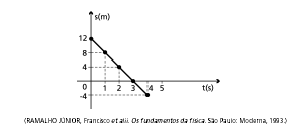 s(m)
12
8
4
0 1 2 3 4 5 t(s)
-4
(RAMALHO JÚNIOR, Francisco et alii. Os fundamentos da física. São Paulo: Moderna, 1993.)